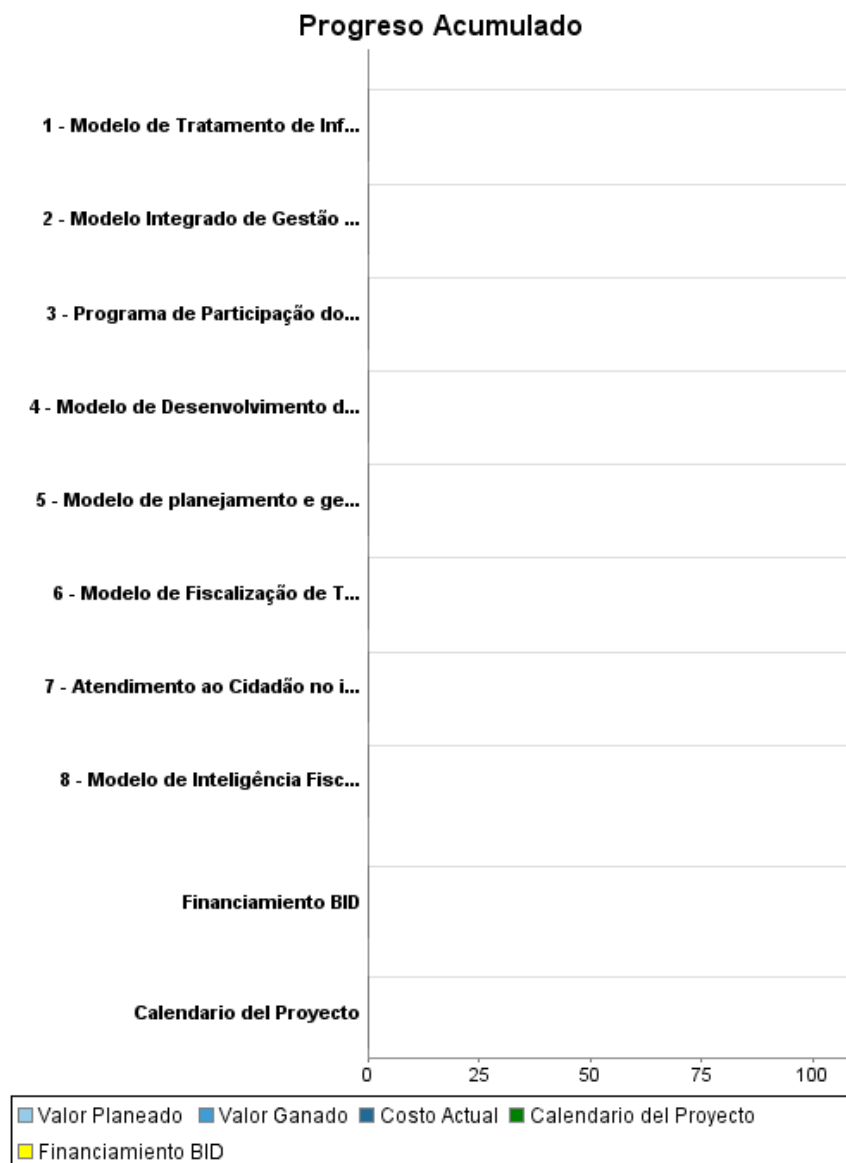 Progreso Acumulado
1 - Modelo de Tratamento de Inf...
2 - Modelo Integrado de Gestão ...
3 - Programa de Participação do...
4 - Modelo de Desenvolvimento d...
5 - Modelo de planejamento e ge...
6 - Modelo de Fiscalização de T...
7 - Atendimento ao Cidadão no i...
8 - Modelo de Inteligência Fisc...
Financiamiento BID
Calendario del Proyecto
0 25 50 75 100
Valor Planeado Valor Ganado Costo Actual Calendario del Proyecto
Financiamiento BID